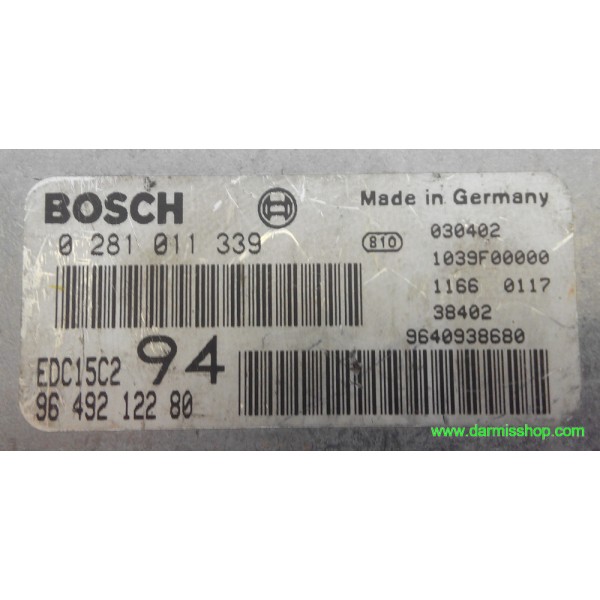 BOSCH
Made in Germany
0 281 011 339
810
030402
1039F00000
1166 0117
38402
9640938680
EDC15C2 94
96 492 122 80
www.darmisshop.com